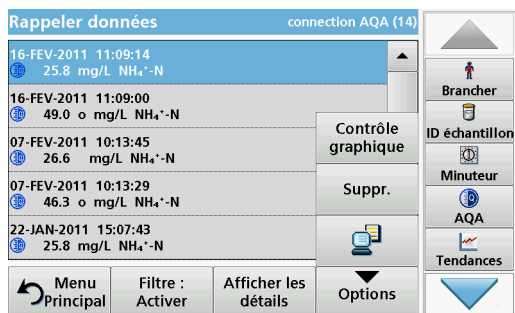 Rappeler données
connection AQA (14)
16-FEV-2011 11:09:14
25.8 mg/L NH₄⁺-N
16-FEV-2011 11:09:00
49.0 o mg/L NH₄⁺-N
07-FEV-2011 10:13:45
26.6 mg/L NH₄⁺-N
07-FEV-2011 10:13:29
46.3 o mg/L NH₄⁺-N
22-JAN-2011 15:07:43
25.8 mg/L NH₄⁺-N
Contrôle
graphique
Suppr.
Menu
Principal
Filtre :
Activer
Afficher les
détails
Options
Brancher
ID échantillon
Minuteur
AQA
Tendances